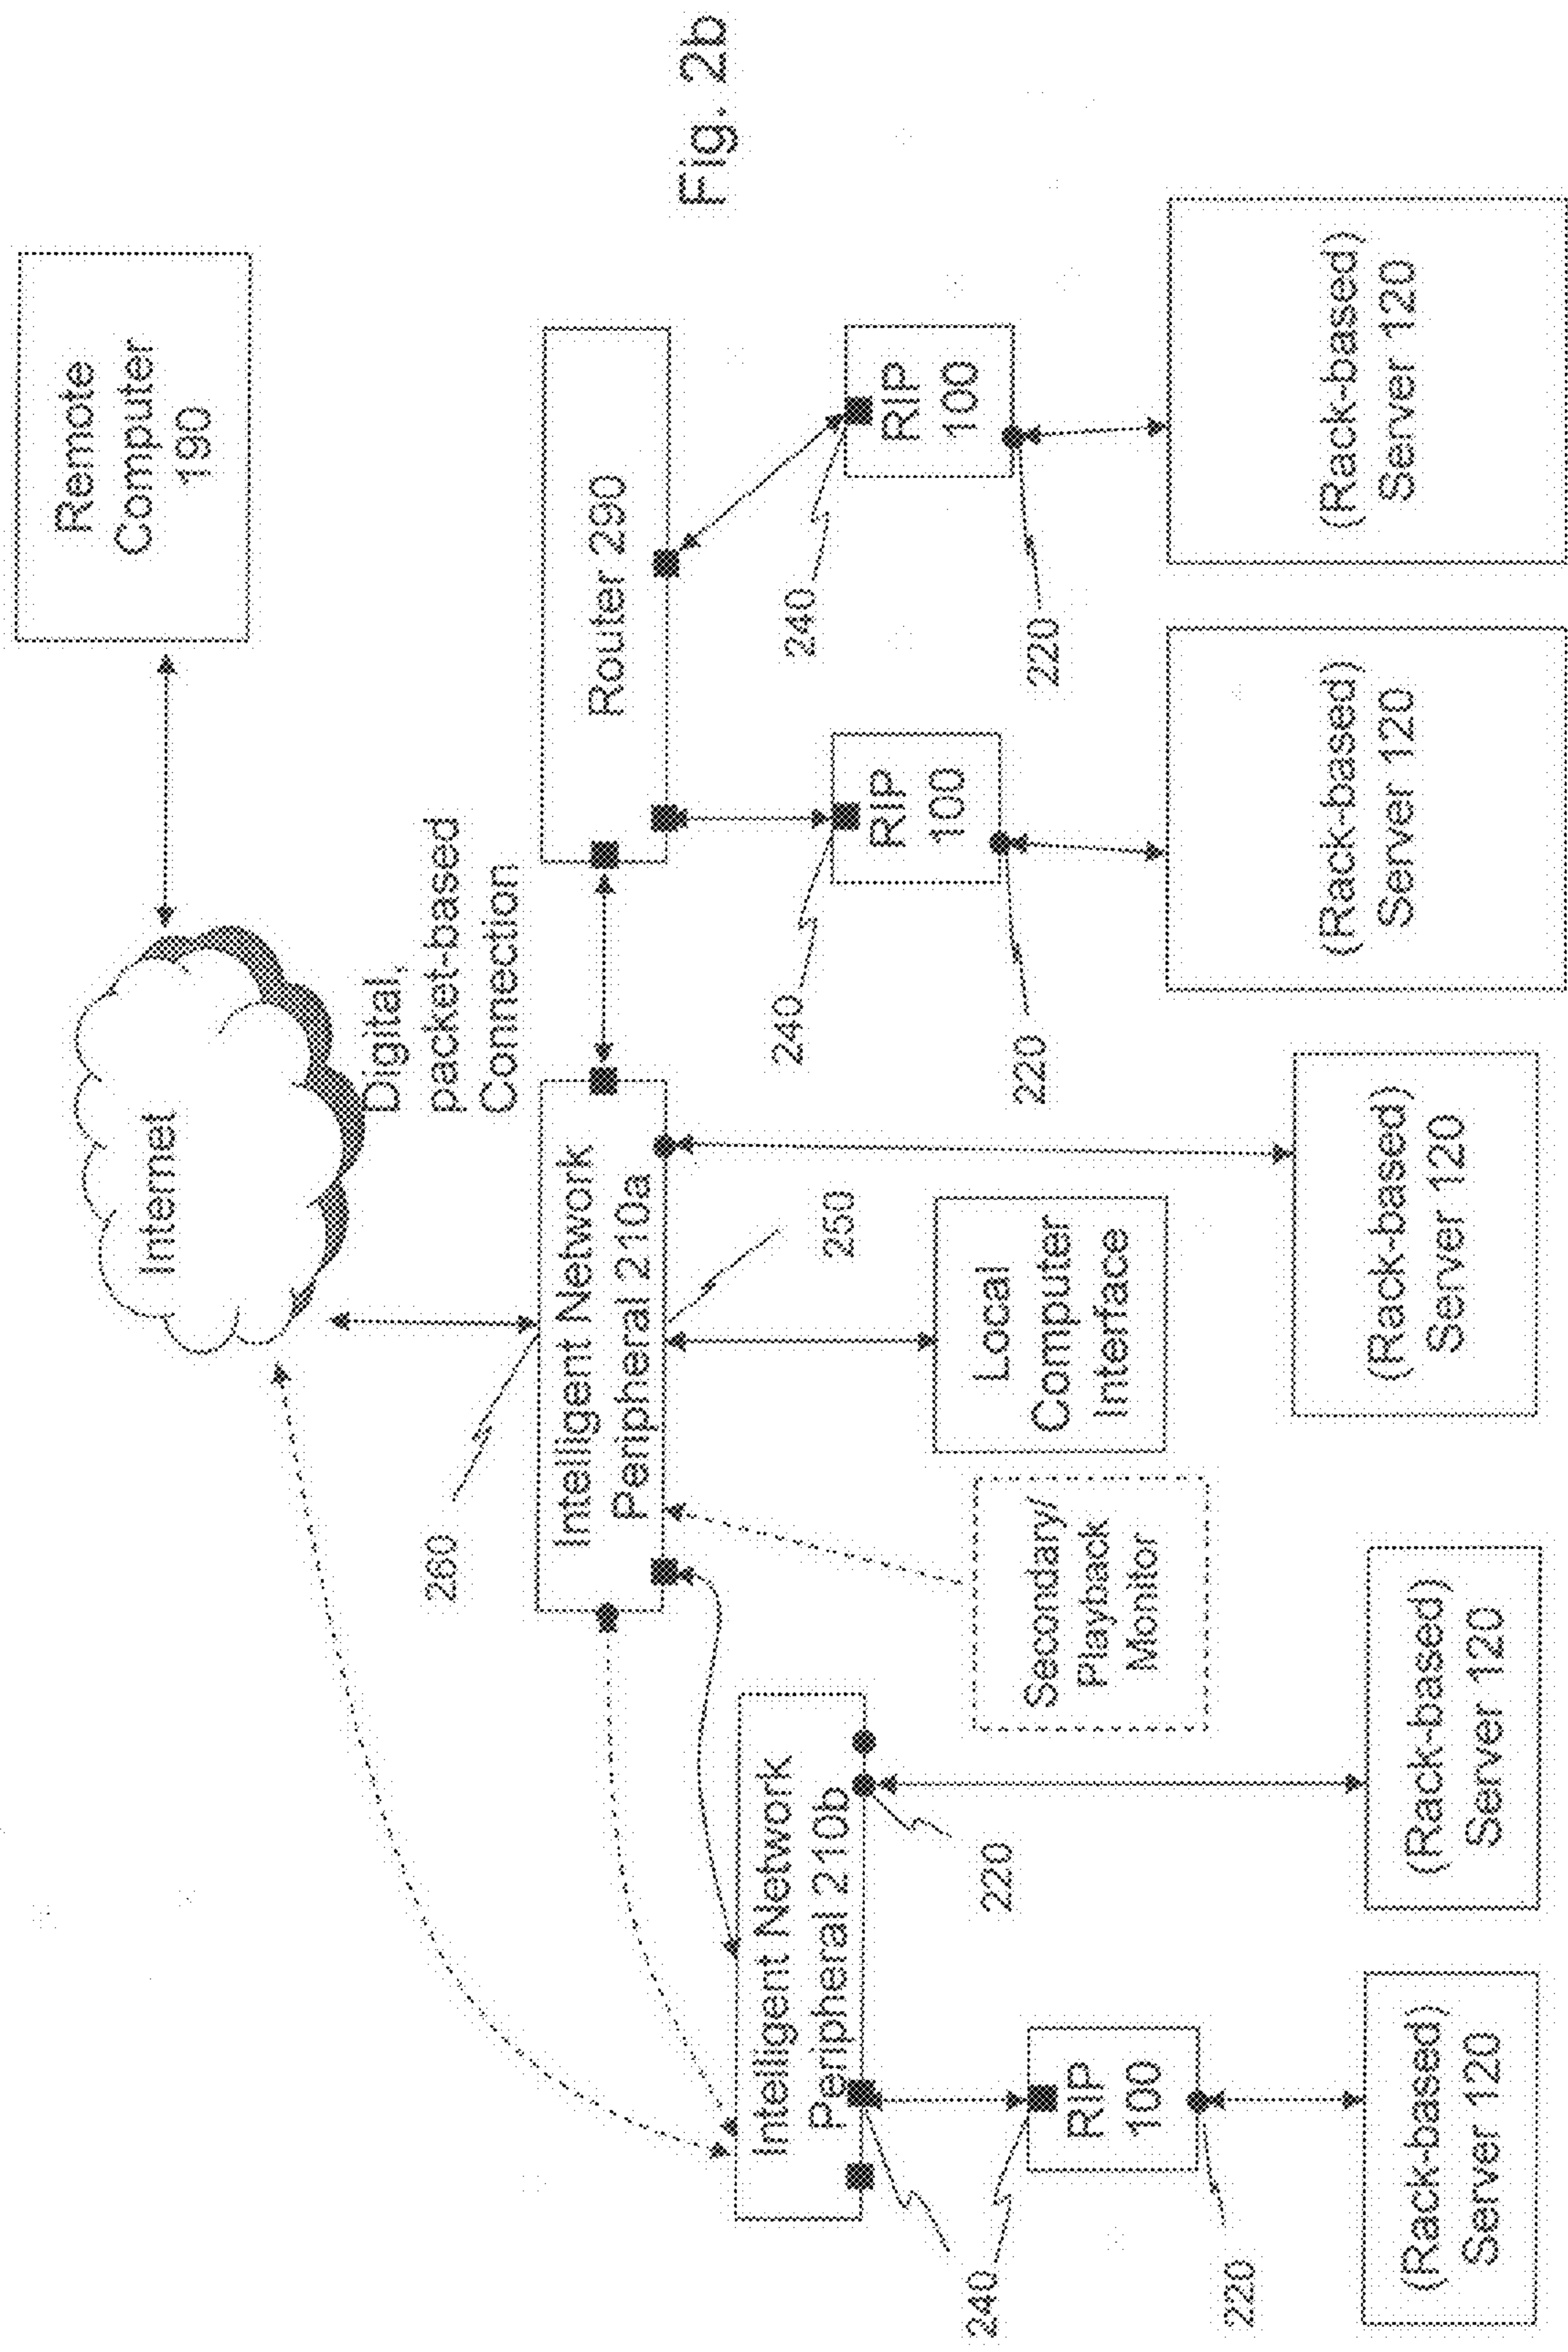 Remote
Computer
190
Internet
Digital,
packet-based
Connection
260
Intelligent Network
Peripheral 210a
Router 290
250
Intelligent Network
Peripheral 210b
240
RIP
100
240
RIP
100
220
220
220
Secondary/
Playback
Monitor
Local
Computer
Interface
240
RIP
100
220
(Rack-based)
Server 120
(Rack-based)
Server 120
(Rack-based)
Server 120
(Rack-based)
Server 120
(Rack-based)
Server 120
Fig. 2b